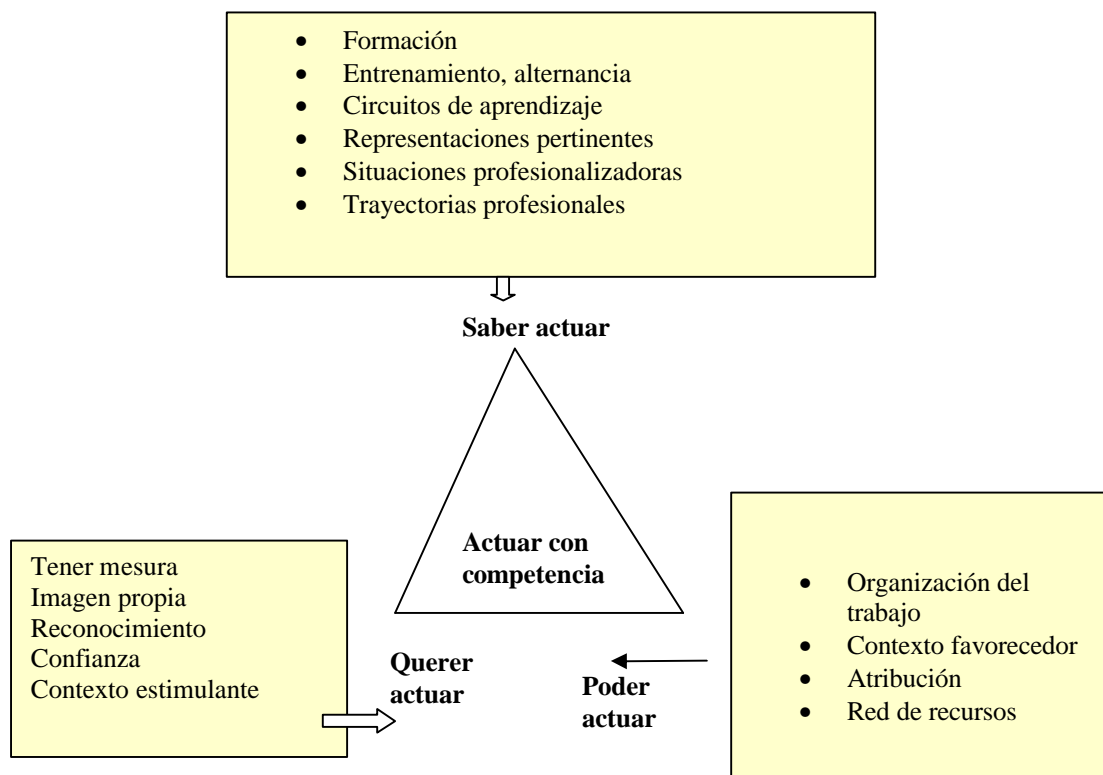 • Formación
• Entrenamiento, alternancia
• Circuitos de aprendizaje
• Representaciones pertinentes
• Situaciones profesionalizadoras
• Trayectorias profesionales
Saber actuar
Actuar con
competencia
Tener mesura
Imagen propia
Reconocimiento
Confianza
Contexto estimulante
Querer
actuar
Poder
actuar
• Organización del
trabajo
• Contexto favorecedor
• Atribución
• Red de recursos